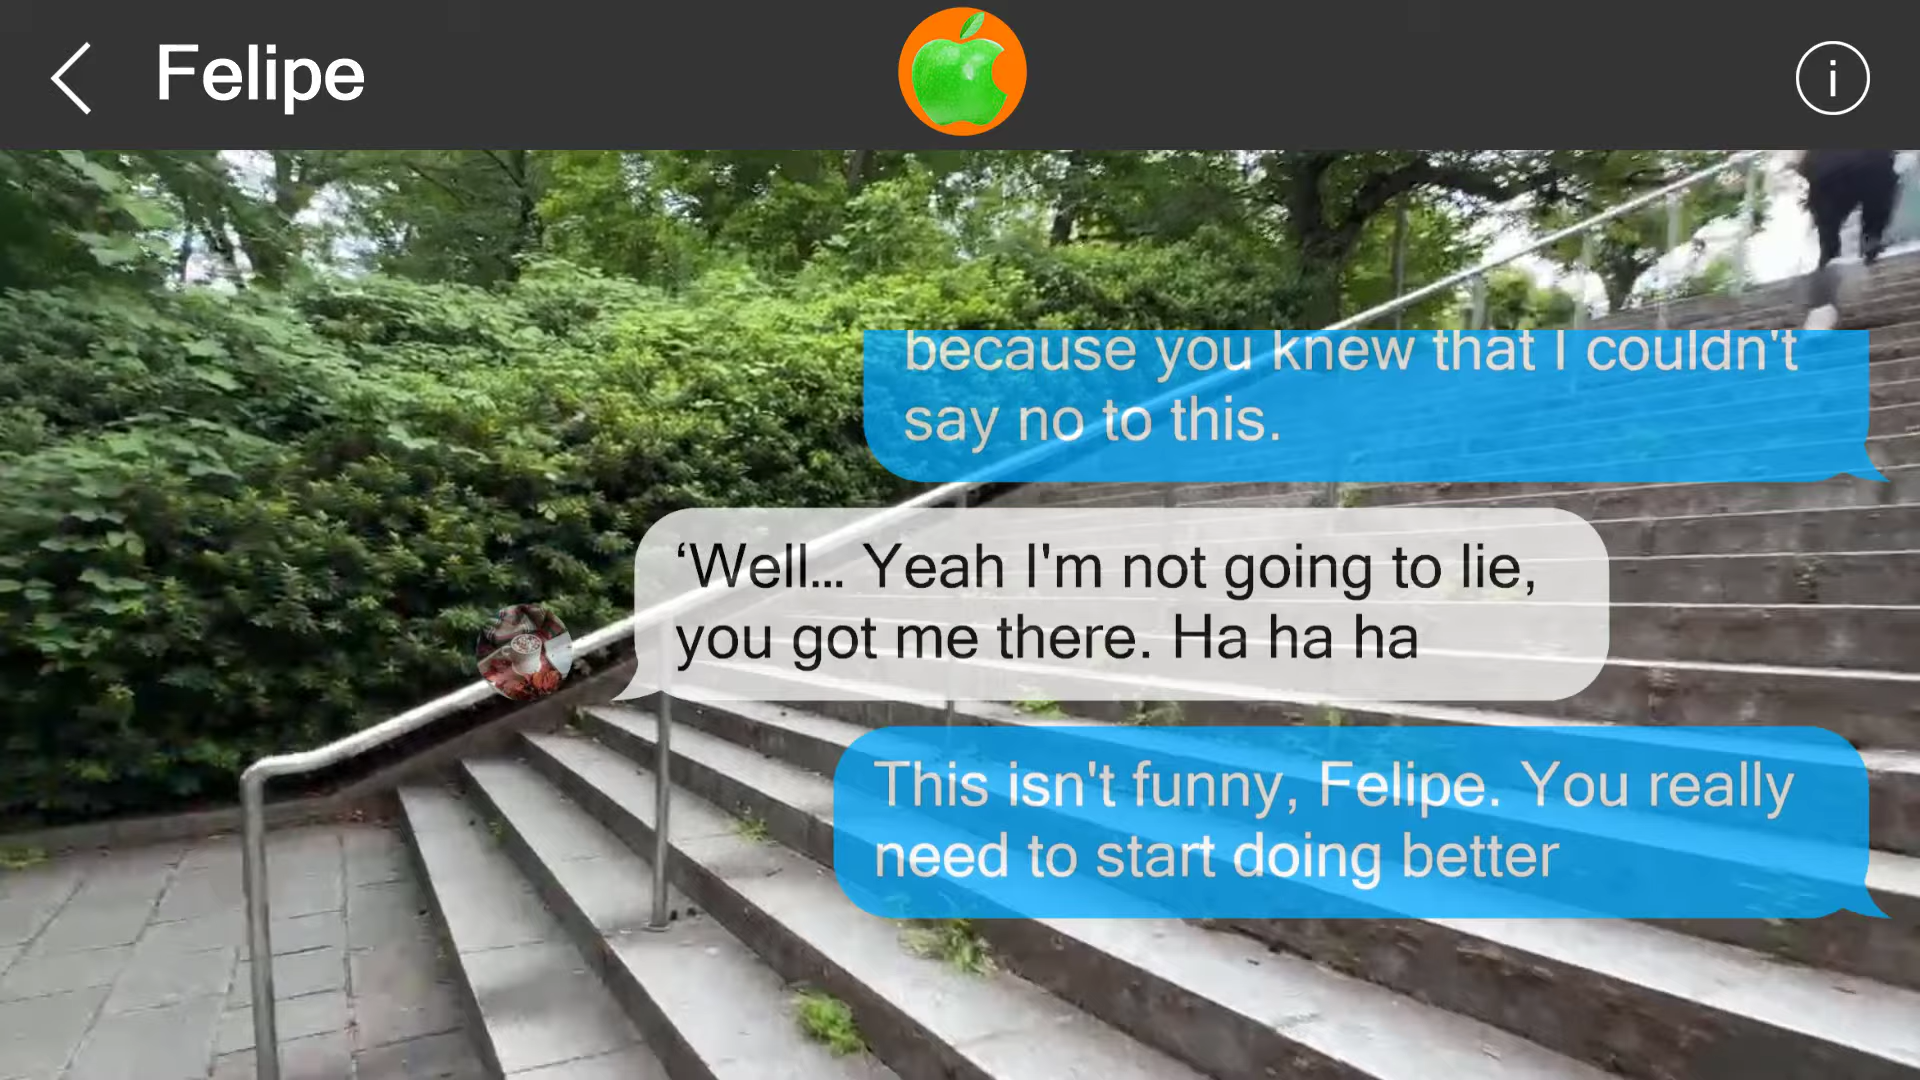 Felipe
i
because you knew that I couldn't
say no to this.
‘Well... Yeah I'm not going to lie,
you got me there. Ha ha ha
This isn't funny, Felipe. You really
need to start doing better